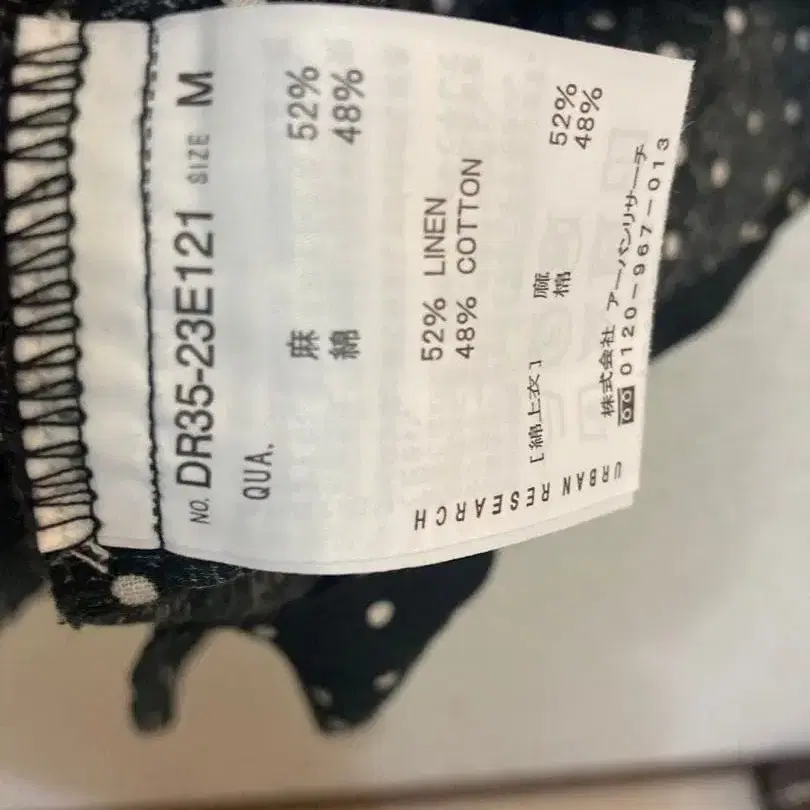 NO. DR35-23E121 SIZE M
QUA.
麻 52%
綿 48%
52% LINEN
48% COTTON
[綿上衣]
麻 52%
綿 48%
株式会社 アーバンリサーチ
0120-967-013
URBAN RESEARCH